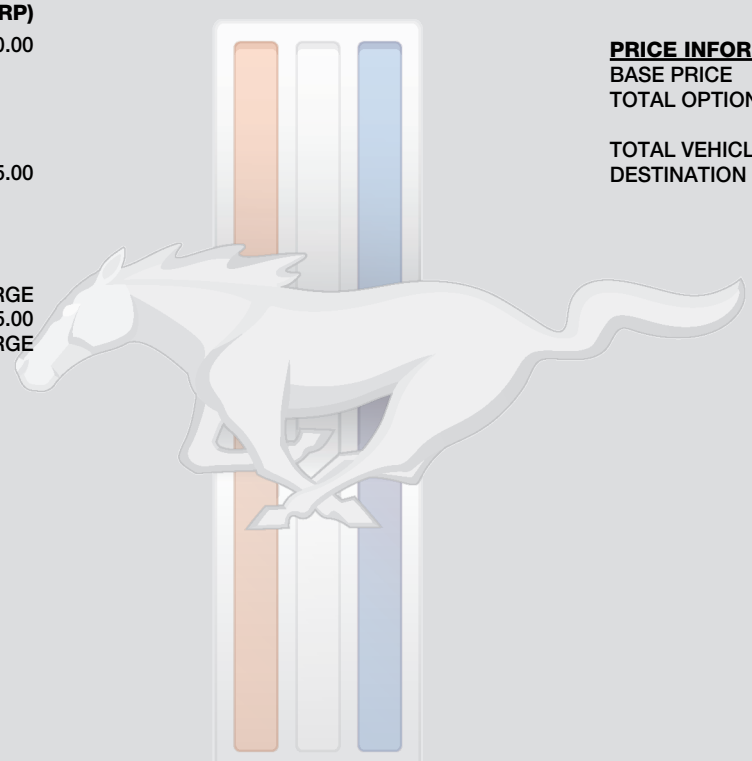 RP)
0.00
5.00
RGE
5.00
RGE
PRICE INFOR
BASE PRICE
TOTAL OPTION
TOTAL VEHICL
DESTINATION